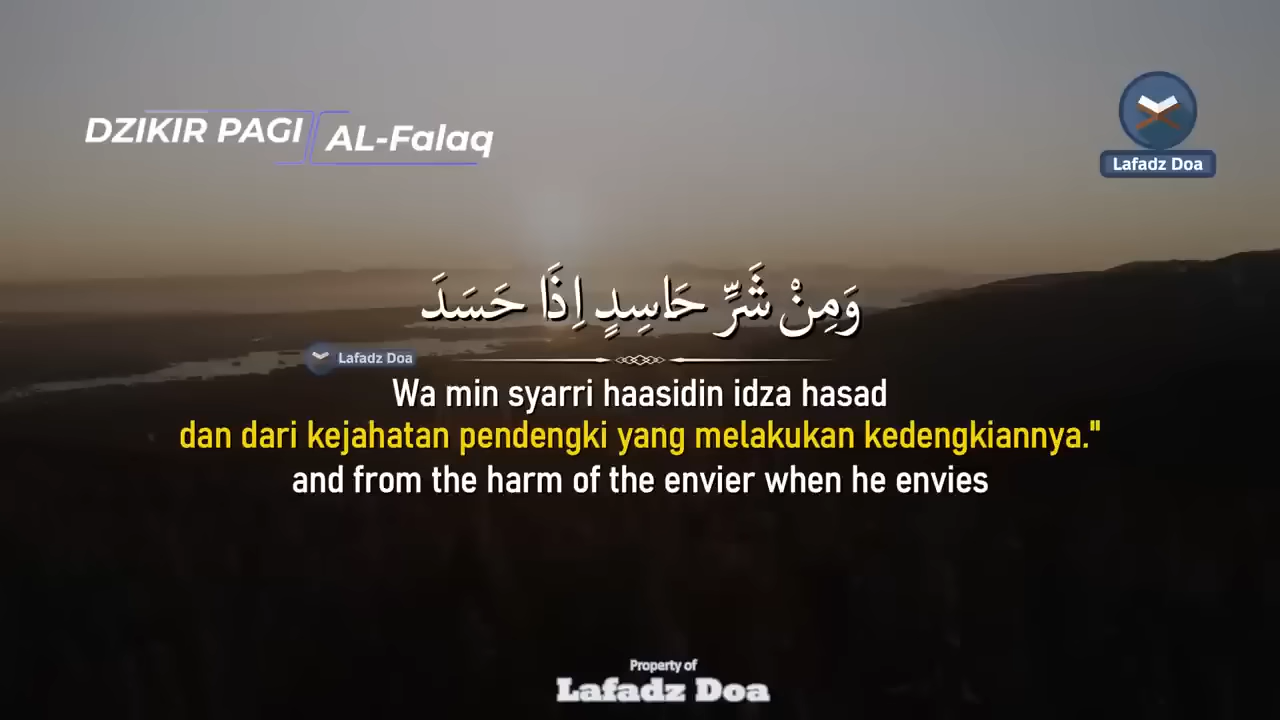 DZIKIR PAGI
AL-Falaq
Lafadz Doa
وَمِنْ شَرِّ حَاسِدٍ اِذَا حَسَدَ
Lafadz Doa
Wa min syarri haasidin idza hasad
dan dari kejahatan pendengki yang melakukan kedengkiannya."
and from the harm of the envier when he envies
Property of
Lafadz Doa